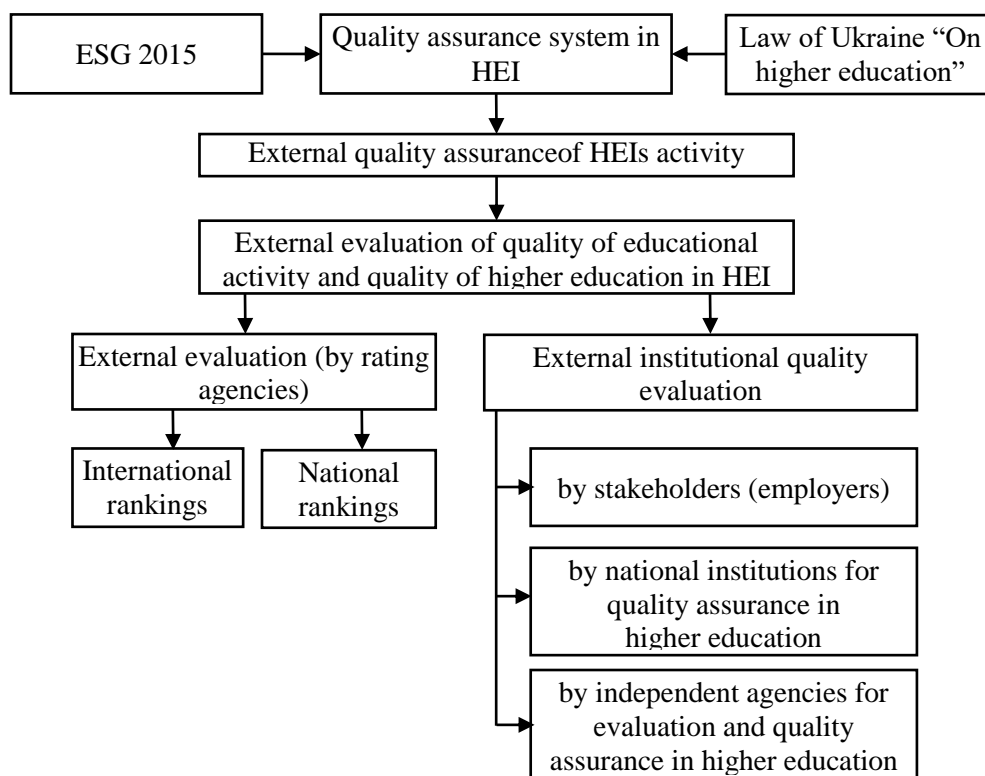 ESG 2015
Quality assurance system in
HEI
Law of Ukraine “On
higher education”
External quality assuranceof HEIs activity
External evaluation of quality of educational
activity and quality of higher education in HEI
External evaluation (by rating
agencies)
External institutional quality
evaluation
International
rankings
National
rankings
by stakeholders (employers)
by national institutions for
quality assurance in
higher education
by independent agencies for
evaluation and quality
assurance in higher education